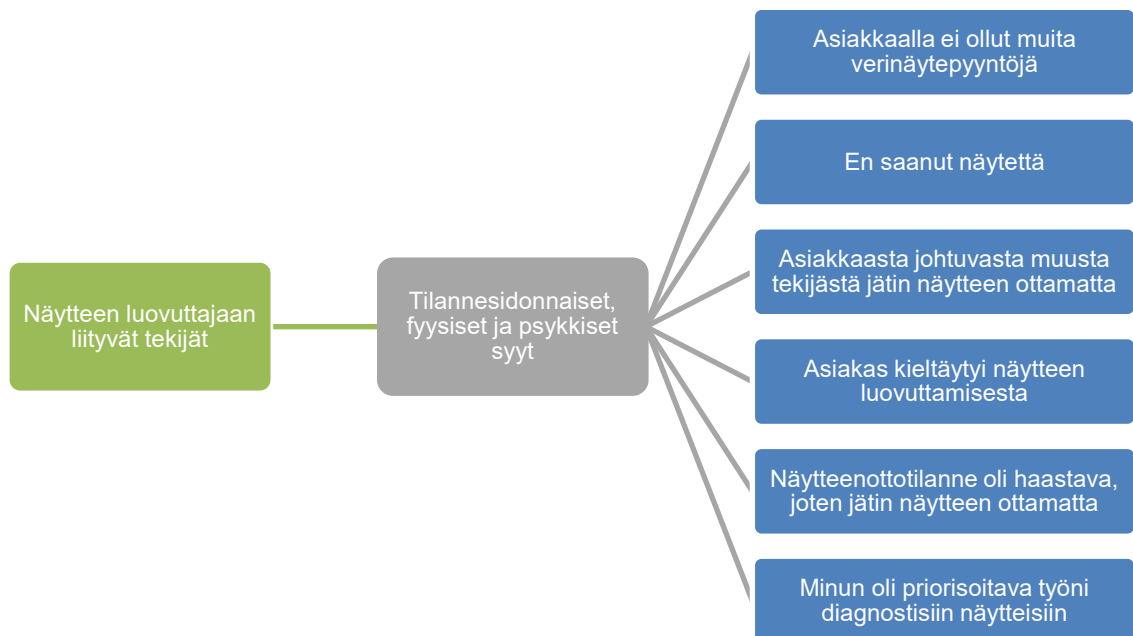 Näytteen luovuttajaan
liityvät tekijät
Tilannesidonnaiset,
fyysiset ja psykkiset
syyt
Asiakkaalla ei ollut muita
verinäytepyyntöjä
En saanut näytettä
Asiakkaasta johtuvasta muusta
tekijästä jätin näytteen ottamatta
Asiakas kieltäytyi näytteen
luovuttamisesta
Näytteenottotilanne oli haastava,
joten jätin näytteen ottamatta
Minun oli priorisoitava työni
diagnostisiin näytteisiin